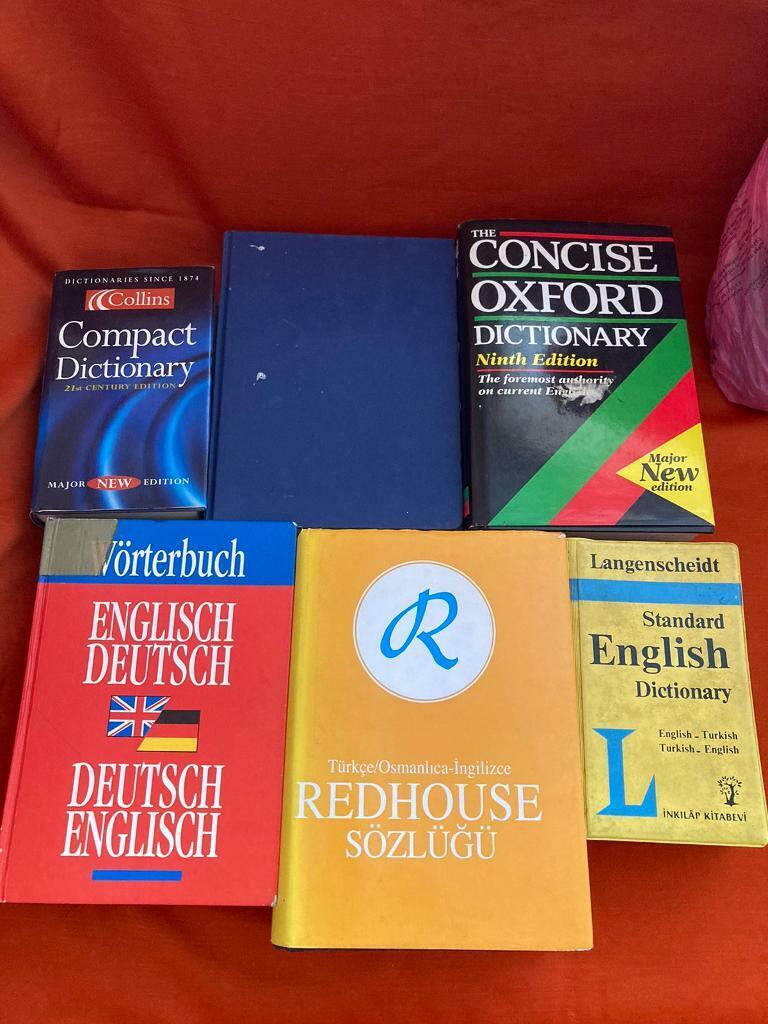 DICTIONARIES SINCE 1874
Collins
Compact
Dictionary
21st CENTURY EDITION
MAJOR NEW EDITION
THE
CONCISE
OXFORD
DICTIONARY
Ninth Edition
The foremost authority
on current
Major
New
edition
Wörterbuch
ENGLISCH
DEUTSCH
DEUTSCH
ENGLISCH
R
Türkçe/Osmanlıca-İngilizce
REDHOUSE
SÖZLÜĞÜ
Langenscheidt
Standard
English
Dictionary
English - Turkish
Turkish - English
L
İNKILÂP KİTABEVİ